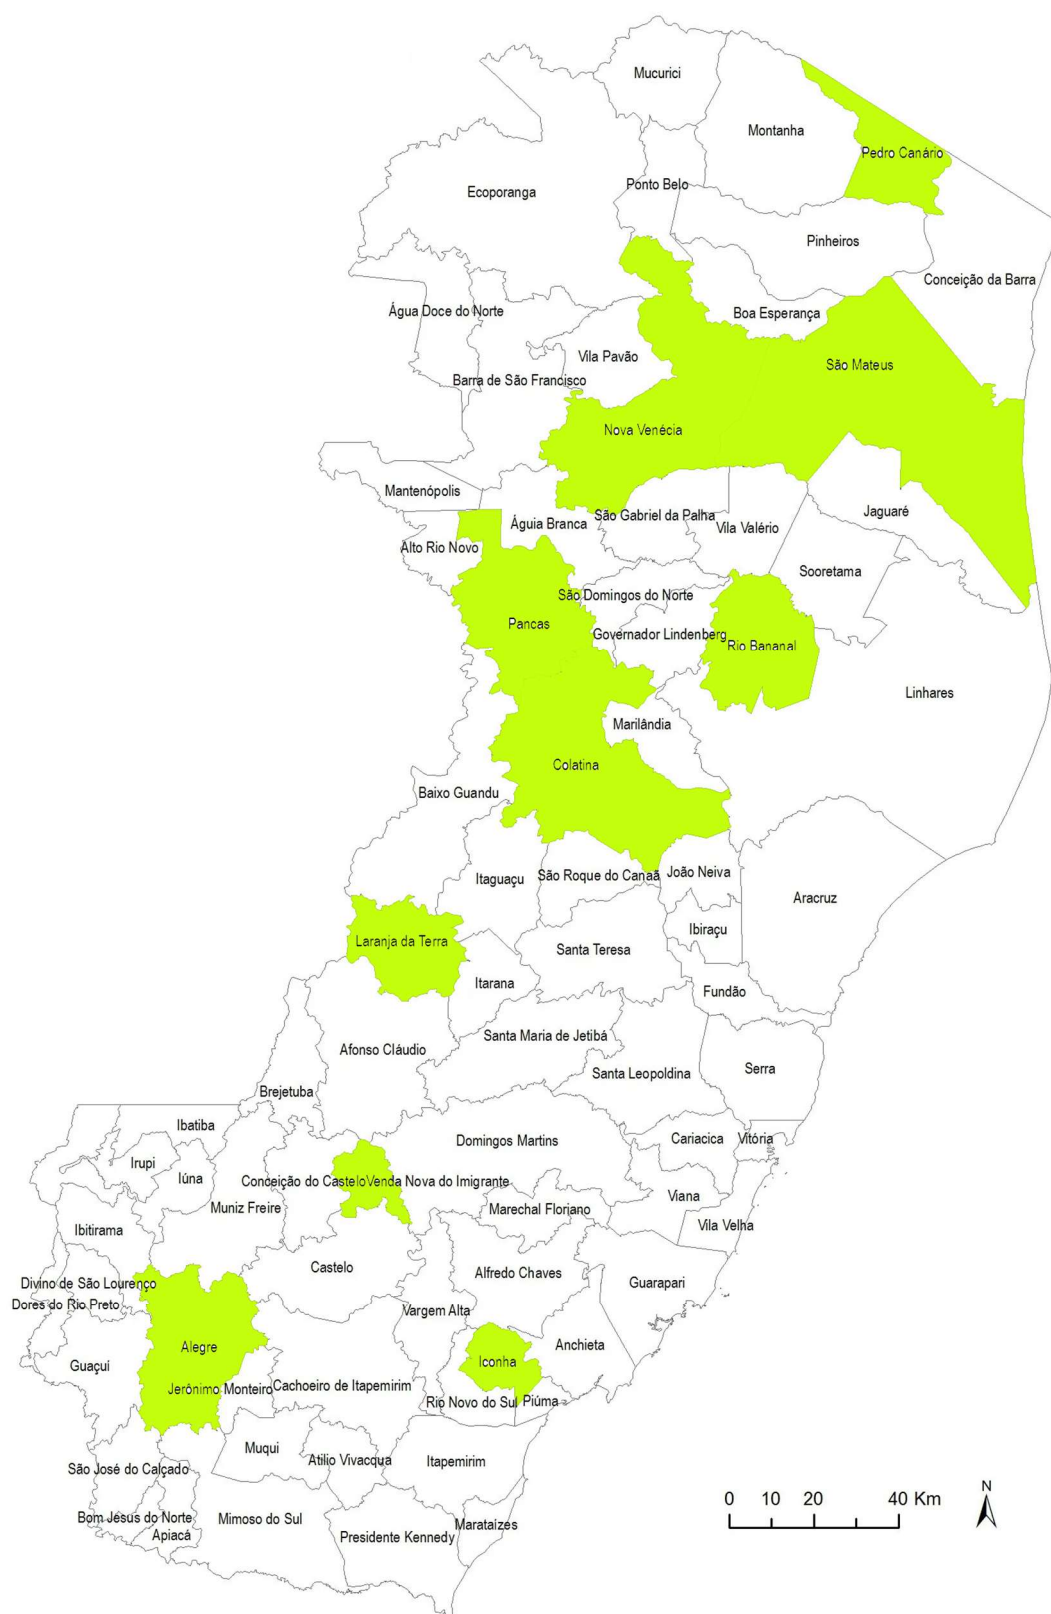 Mucurici
Montanha
Pedro Canário
Ponto Belo
Ecoporanga
Pinheiros
Conceição da Barra
Água Doce do Norte
Boa Esperança
Vila Pavão
São Mateus
Barra de São Francisco
Nova Venécia
Mantenópolis
Jaguaré
São Gabriel da Palha
Águia Branca
Vila Valério
Alto Rio Novo
Sooretama
São Domingos do Norte
Pancas
Governador Lindenberg
Rio Bananal
Linhares
Marilândia
Colatina
Baixo Guandu
João Neiva
São Roque do Canaã
Itaguaçu
Aracruz
Ibiraçu
Laranja da Terra
Santa Teresa
Itarana
Fundão
Santa Maria de Jetibá
Afonso Cláudio
Serra
Santa Leopoldina
Brejetuba
Ibatiba
Domingos Martins
Cariacica
Vitória
Irupi
Iúna
Conceição do Castelo
Venda Nova do Imigrante
Viana
Muniz Freire
Marechal Floriano
Vila Velha
Ibitirama
Castelo
Alfredo Chaves
Guarapari
Divino de São Lourenço
Dores do Rio Preto
Vargem Alta
Alegre
Anchieta
Iconha
Guaçuí
Jerônimo Monteiro
Cachoeiro de Itapemirim
Rio Novo do Sul
Piúma
Muqui
Atilio Vivacqua
Itapemirim
São José do Calçado
Bom Jesus do Norte
Mimoso do Sul
Marataízes
Apiacá
Presidente Kennedy
N
0 10 20 40 Km